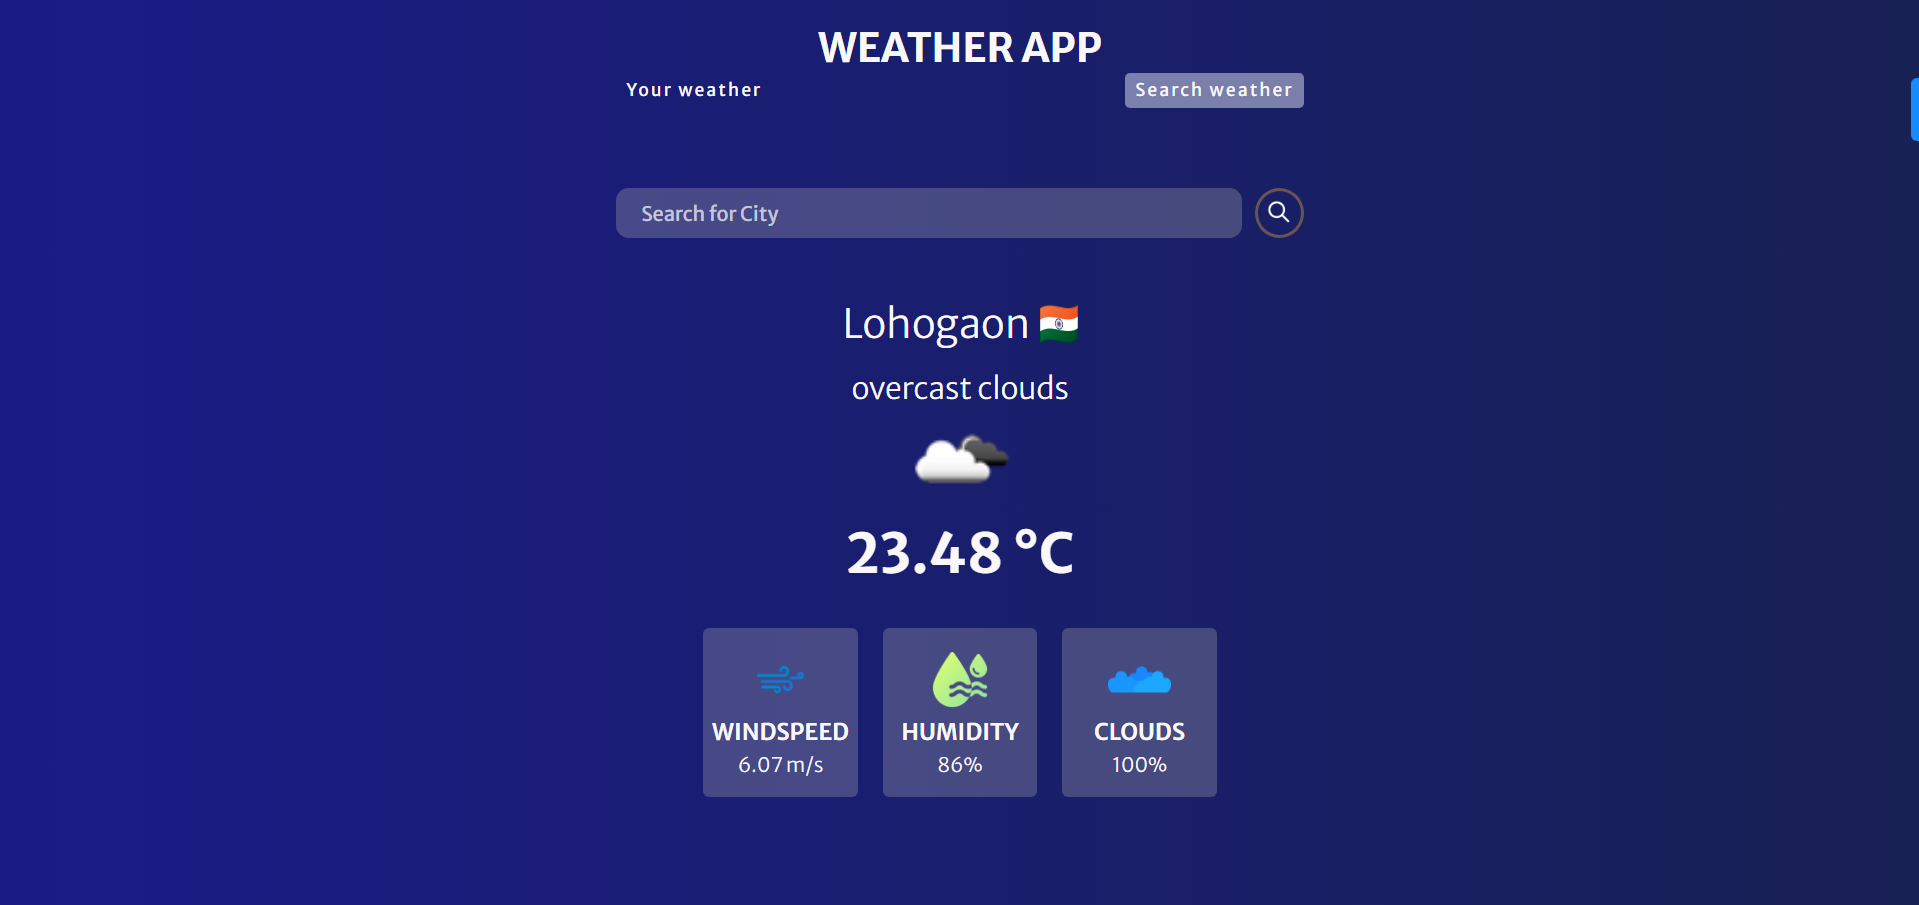 WEATHER APP
Your weather
Search weather
Search for City
Lohogaon
overcast clouds
23.48 °C
WINDSPEED
6.07 m/s
HUMIDITY
86%
CLOUDS
100%